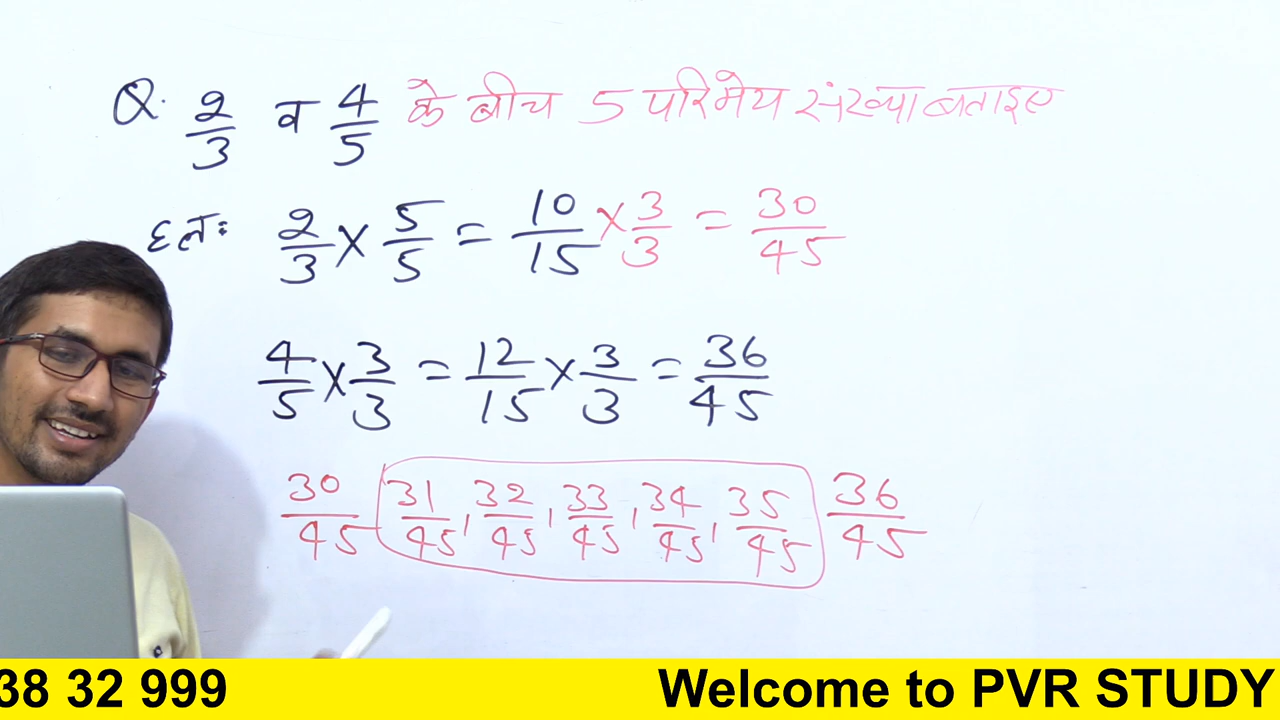 Q. 2/3 व 4/5 के बीच 5 परिमेय संख्या बताइए
हल: 2/3 × 5/5 = 10/15 × 3/3 = 30/45
4/5 × 3/3 = 12/15 × 3/3 = 36/45
30/45 31/45, 32/45, 33/45, 34/45, 35/45 36/45
38 32 999 Welcome to PVR STUDY